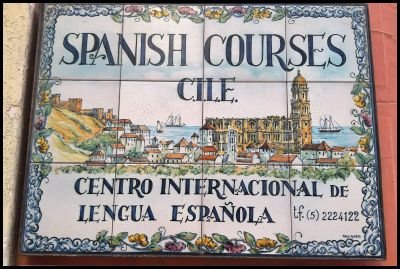 SPANISH COURSES
C.I.L.E.
CENTRO INTERNACIONAL DE
LENGUA ESPAÑOLA tf. (5) 2224122